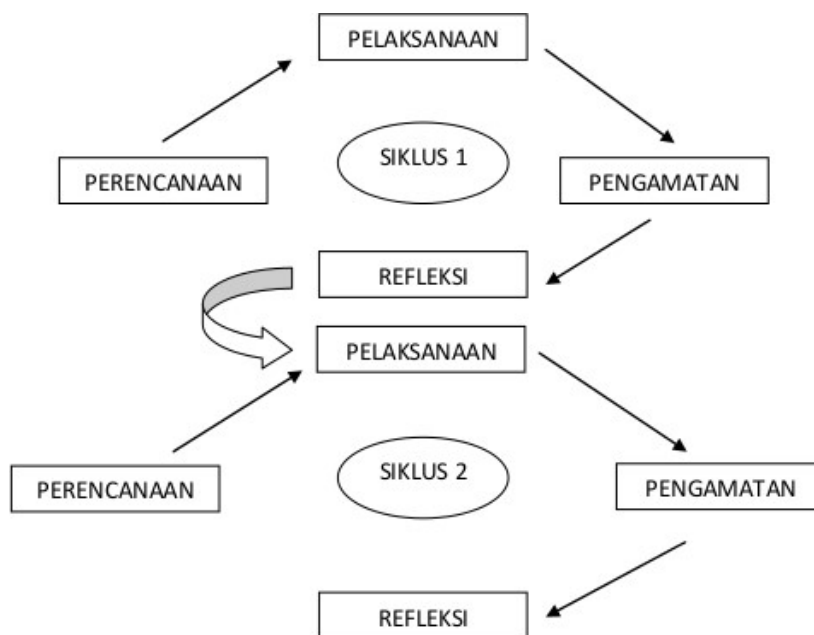 PELAKSANAAN
SIKLUS 1
PERENCANAAN
PENGAMATAN
REFLEKSI
PELAKSANAAN
SIKLUS 2
PERENCANAAN
PENGAMATAN
REFLEKSI